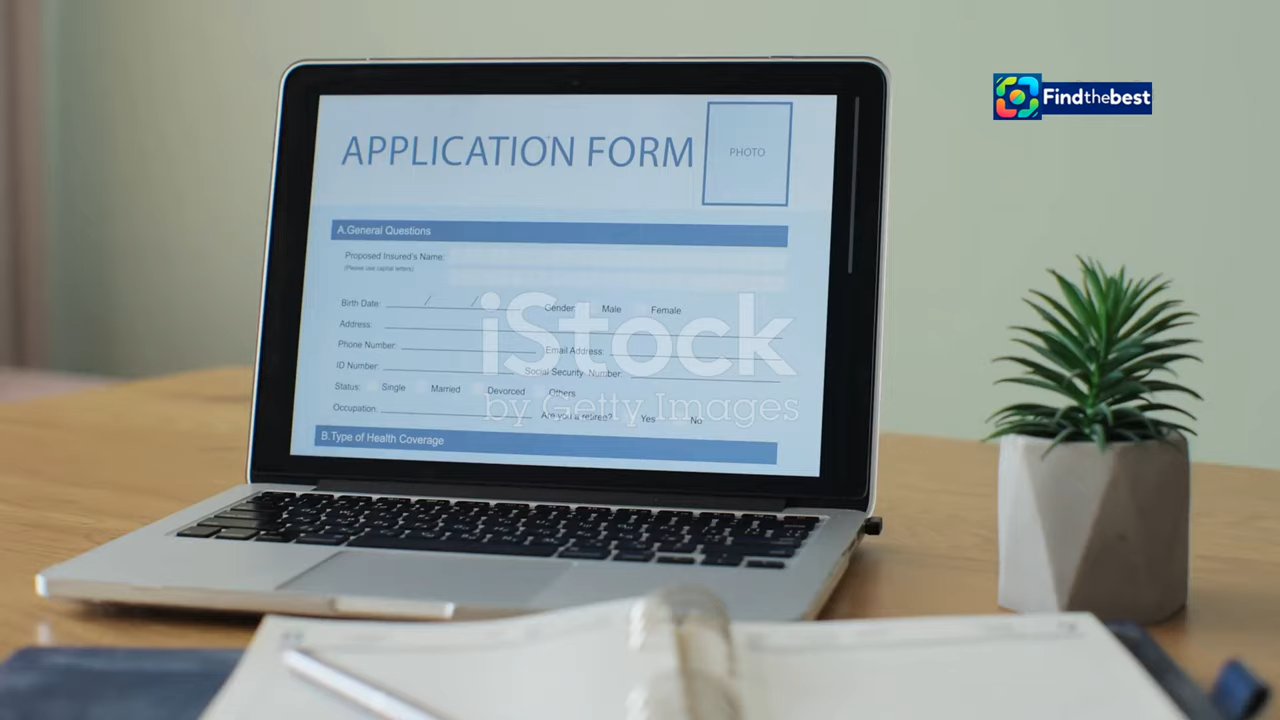 FindtheBest
APPLICATION FORM
PHOTO
A.General Questions
Proposed Insured's Name:
(Please use capital letters)
Birth Date: / / Gender: Male Female
Address:
Phone Number: Email Address:
ID Number: Social Security Number:
Status: Single Married Devorced Others
Occupation: Are you a retiree? Yes No
B.Type of Health Coverage
iStock
by Getty Images